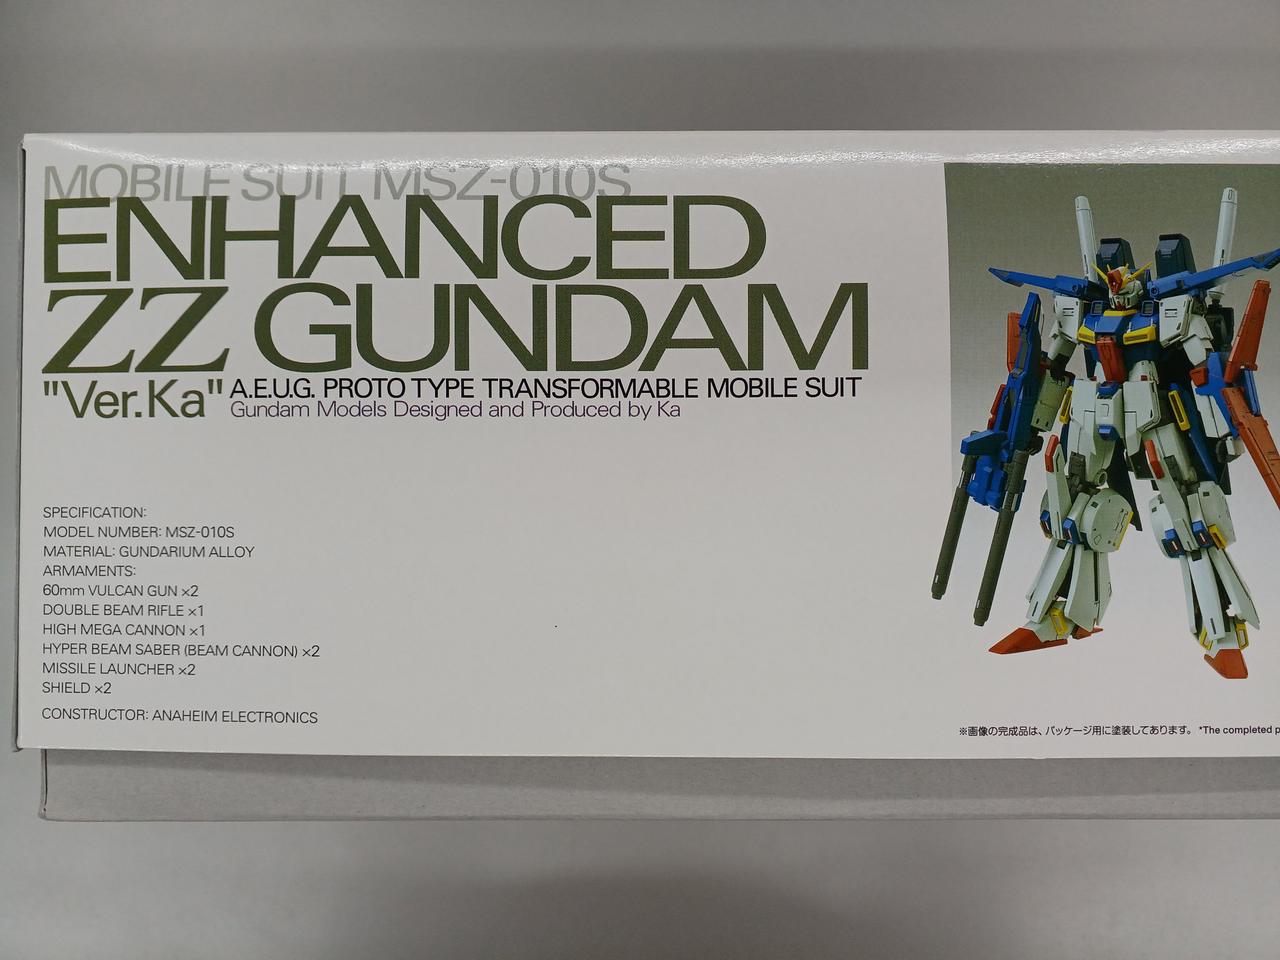 MOBILE SUIT MSZ-010S
ENHANCED
ZZ GUNDAM
"Ver.Ka" A.E.U.G. PROTO TYPE TRANSFORMABLE MOBILE SUIT
Gundam Models Designed and Produced by Ka
SPECIFICATION:
MODEL NUMBER: MSZ-010S
MATERIAL: GUNDARIUM ALLOY
ARMAMENTS:
60mm VULCAN GUN ×2
DOUBLE BEAM RIFLE ×1
HIGH MEGA CANNON ×1
HYPER BEAM SABER (BEAM CANNON) ×2
MISSILE LAUNCHER ×2
SHIELD ×2
CONSTRUCTOR: ANAHEIM ELECTRONICS
※画像の完成品は、パッケージ用に塗装してあります。 *The completed p